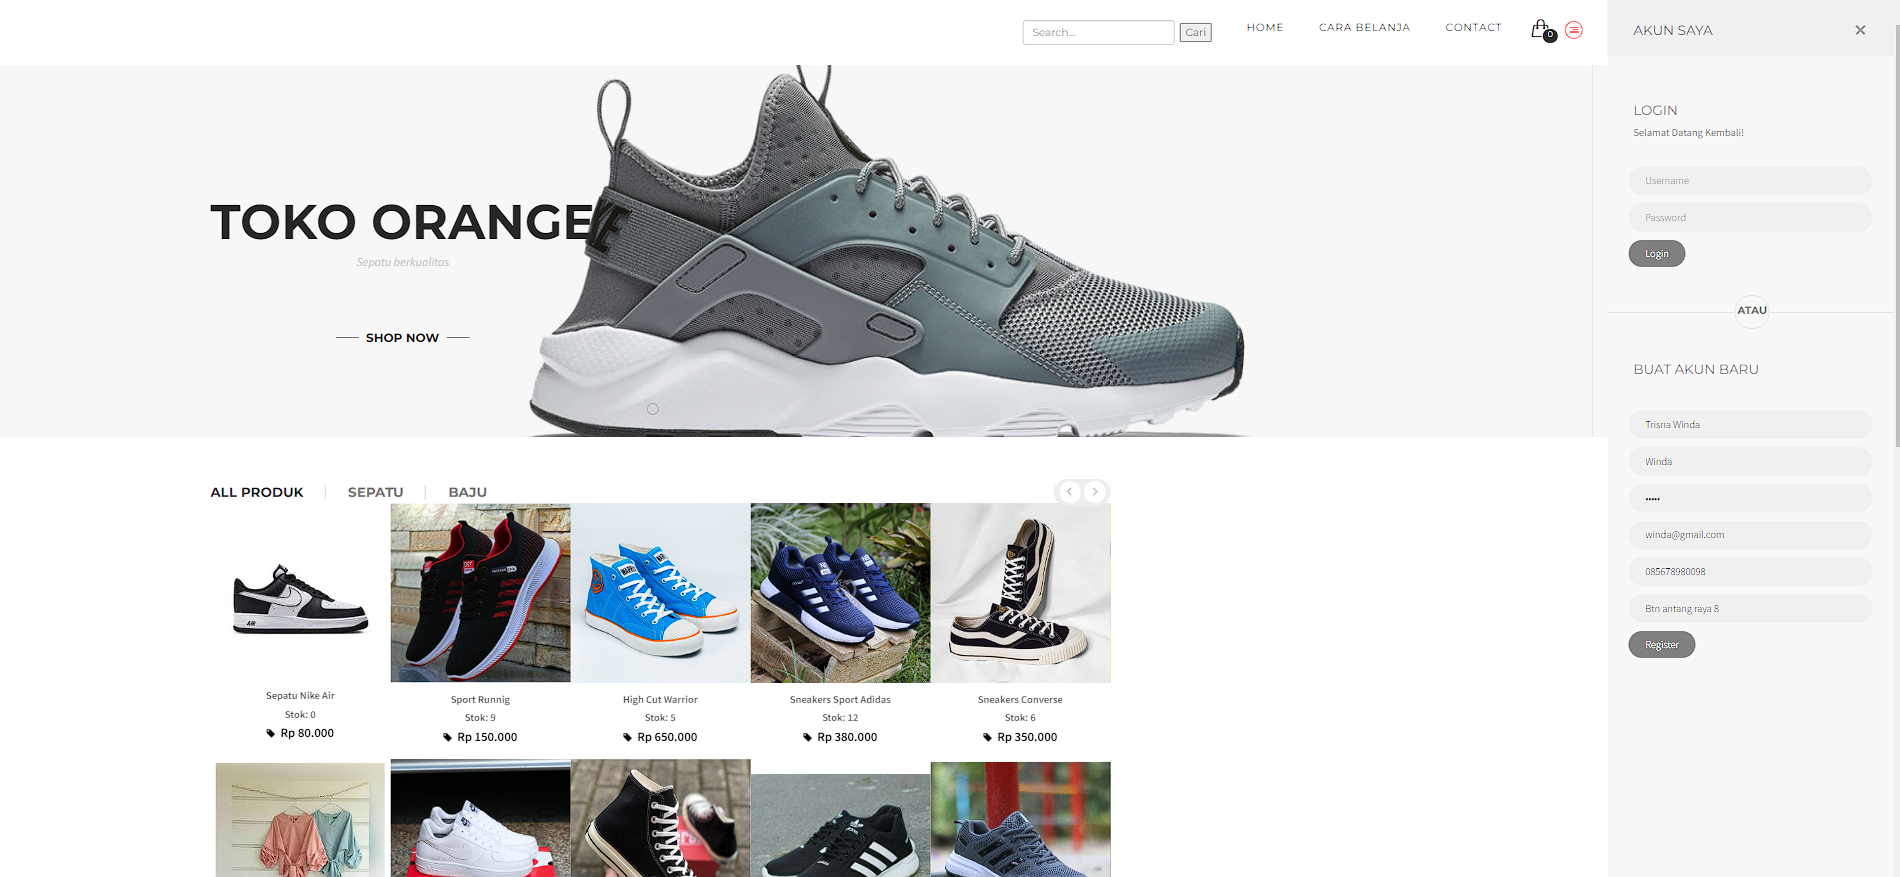 Search...
Cari
HOME
CARA BELANJA
CONTACT
0
AKUN SAYA
×
LOGIN
Selamat Datang Kembali!
Username
Password
Login
ATAU
BUAT AKUN BARU
Trisna Winda
Winda
•••••
winda@gmail.com
085678980098
Btn antang raya 8
Register
TOKO ORANGE
Sepatu berkualitas
SHOP NOW
ALL PRODUK
SEPATU
BAJU
AIR
Sepatu Nike Air
Stok: 0
Rp 80.000
Sport Runnig
Stok: 9
Rp 150.000
High Cut Warrior
Stok: 5
Rp 650.000
Sneakers Sport Adidas
Stok: 12
Rp 380.000
Sneakers Converse
Stok: 6
Rp 350.000